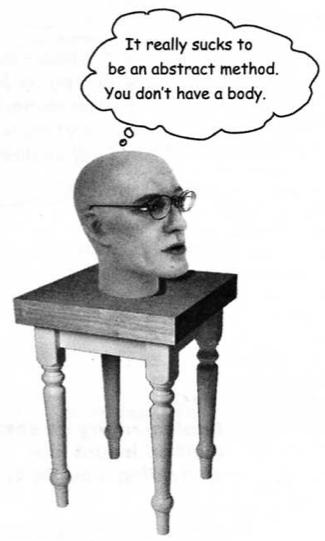 It really sucks to
be an abstract method.
You don't have a body.